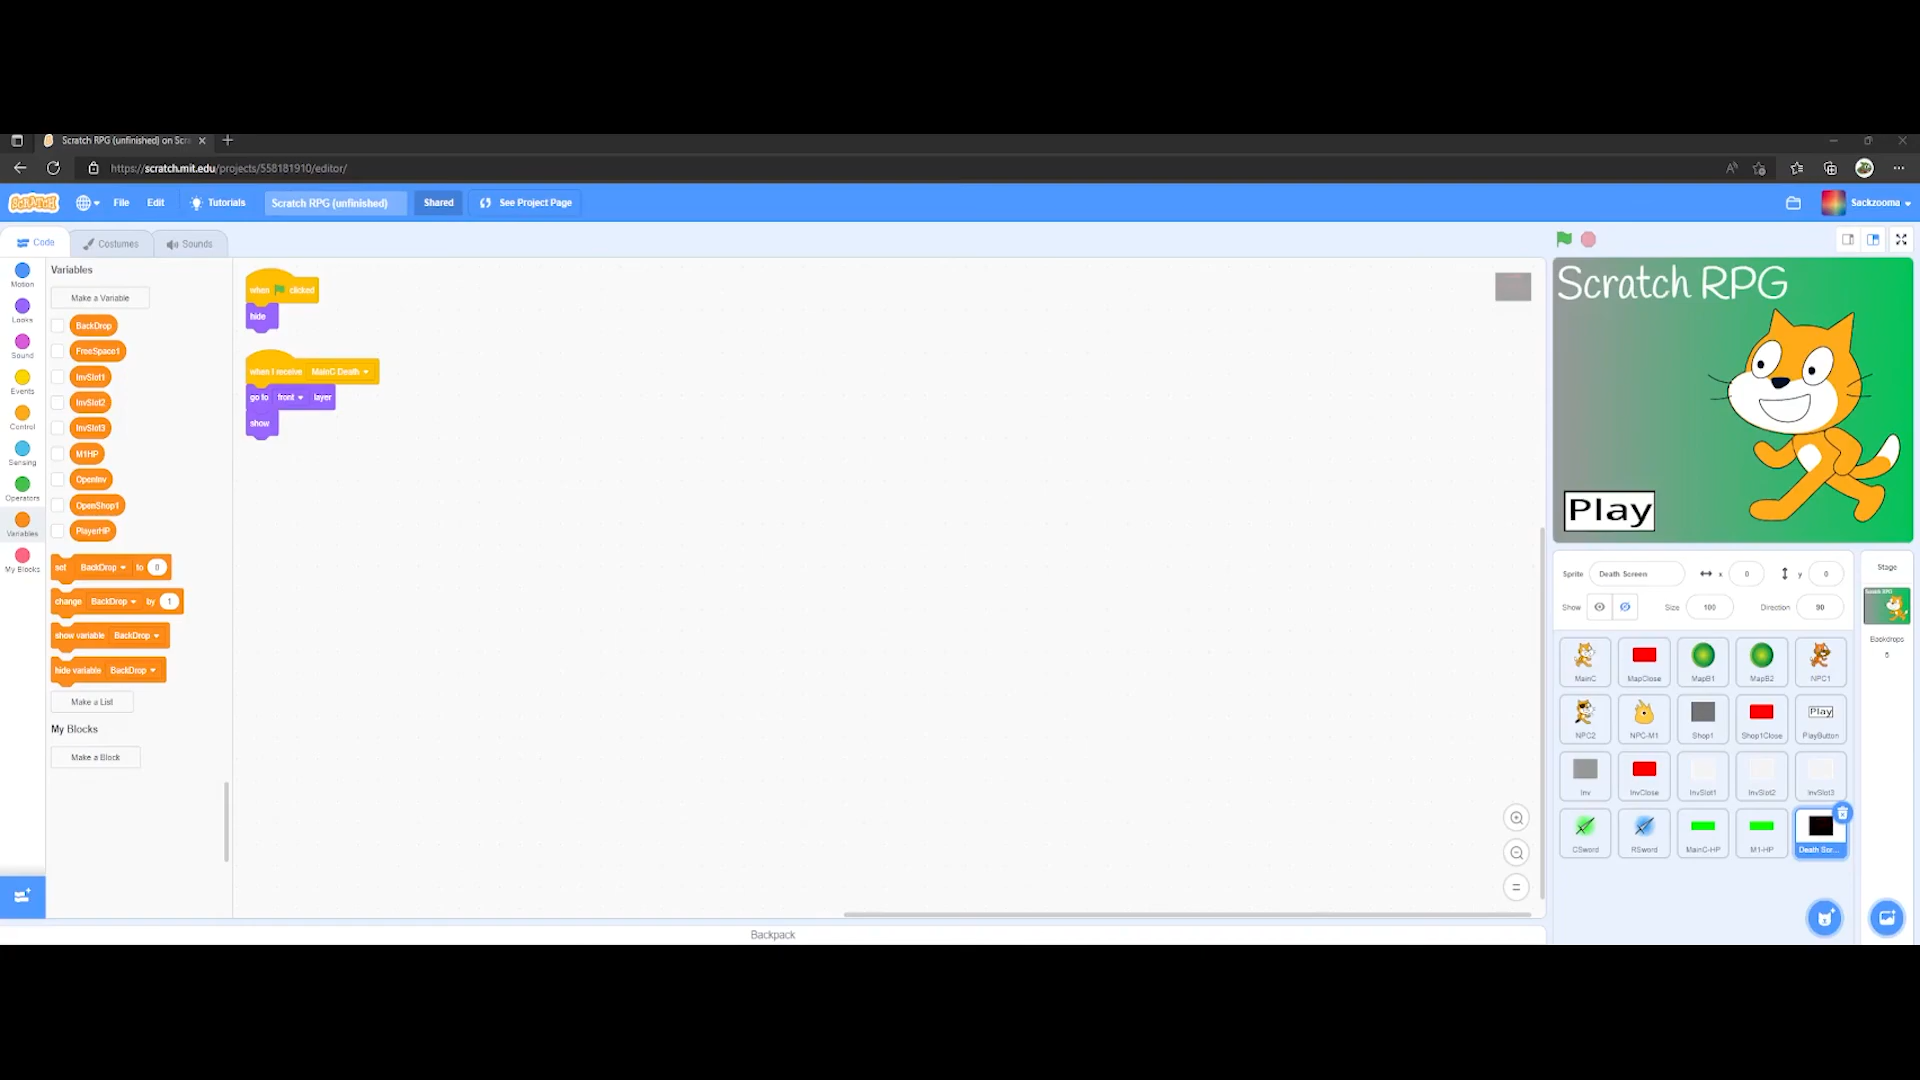 Scratch RPG (unfinished) on Scr
https://scratch.mit.edu/projects/558181910/editor/
SCRATCH
File
Edit
Tutorials
Scratch RPG (unfinished)
Shared
See Project Page
Sackzooma
Code
Costumes
Sounds
Motion
Looks
Sound
Events
Control
Sensing
Operators
Variables
My Blocks
Variables
Make a Variable
BackDrop
FreeSpace1
InvSlot1
InvSlot2
InvSlot3
M1HP
OpenInv
OpenShop1
PlayerHP
set BackDrop to 0
change BackDrop by 1
show variable BackDrop
hide variable BackDrop
Make a List
My Blocks
Make a Block
when clicked
hide
when I receive MainC Death
go to front layer
show
Backpack
Scratch RPG
Play
Sprite Death Screen x 0 y 0
Show Size 100 Direction 90
MainC
MapClose
MapB1
MapB2
NPC1
NPC2
NPC-M1
Shop1
Shop1Close
Play
PlayButton
Inv
InvClose
InvSlot1
InvSlot2
InvSlot3
CSword
RSword
MainC-HP
M1-HP
Death Scr...
Stage
Backdrops